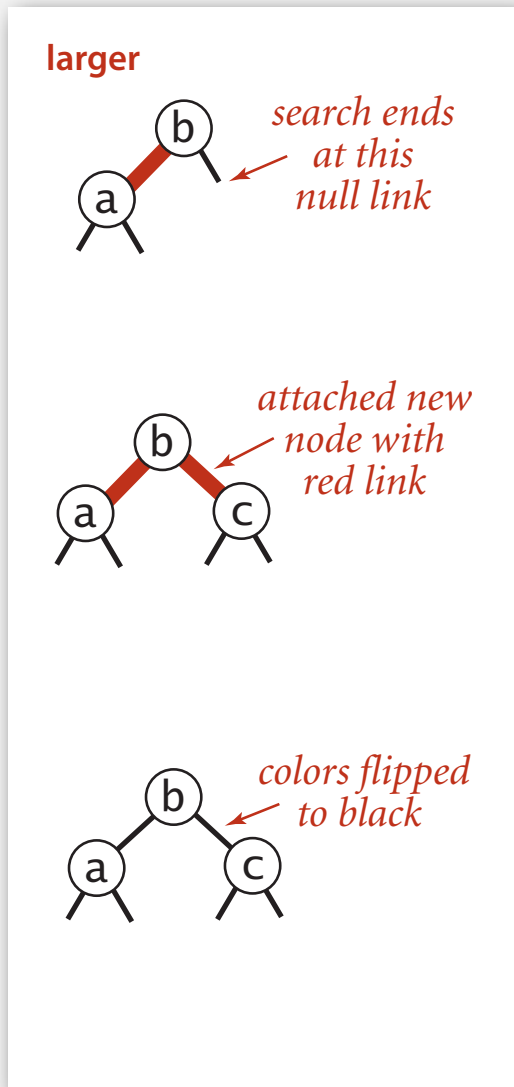 larger
b
search ends
at this
null link
a
attached new
node with
red link
b
a
c
colors flipped
to black
b
a
c